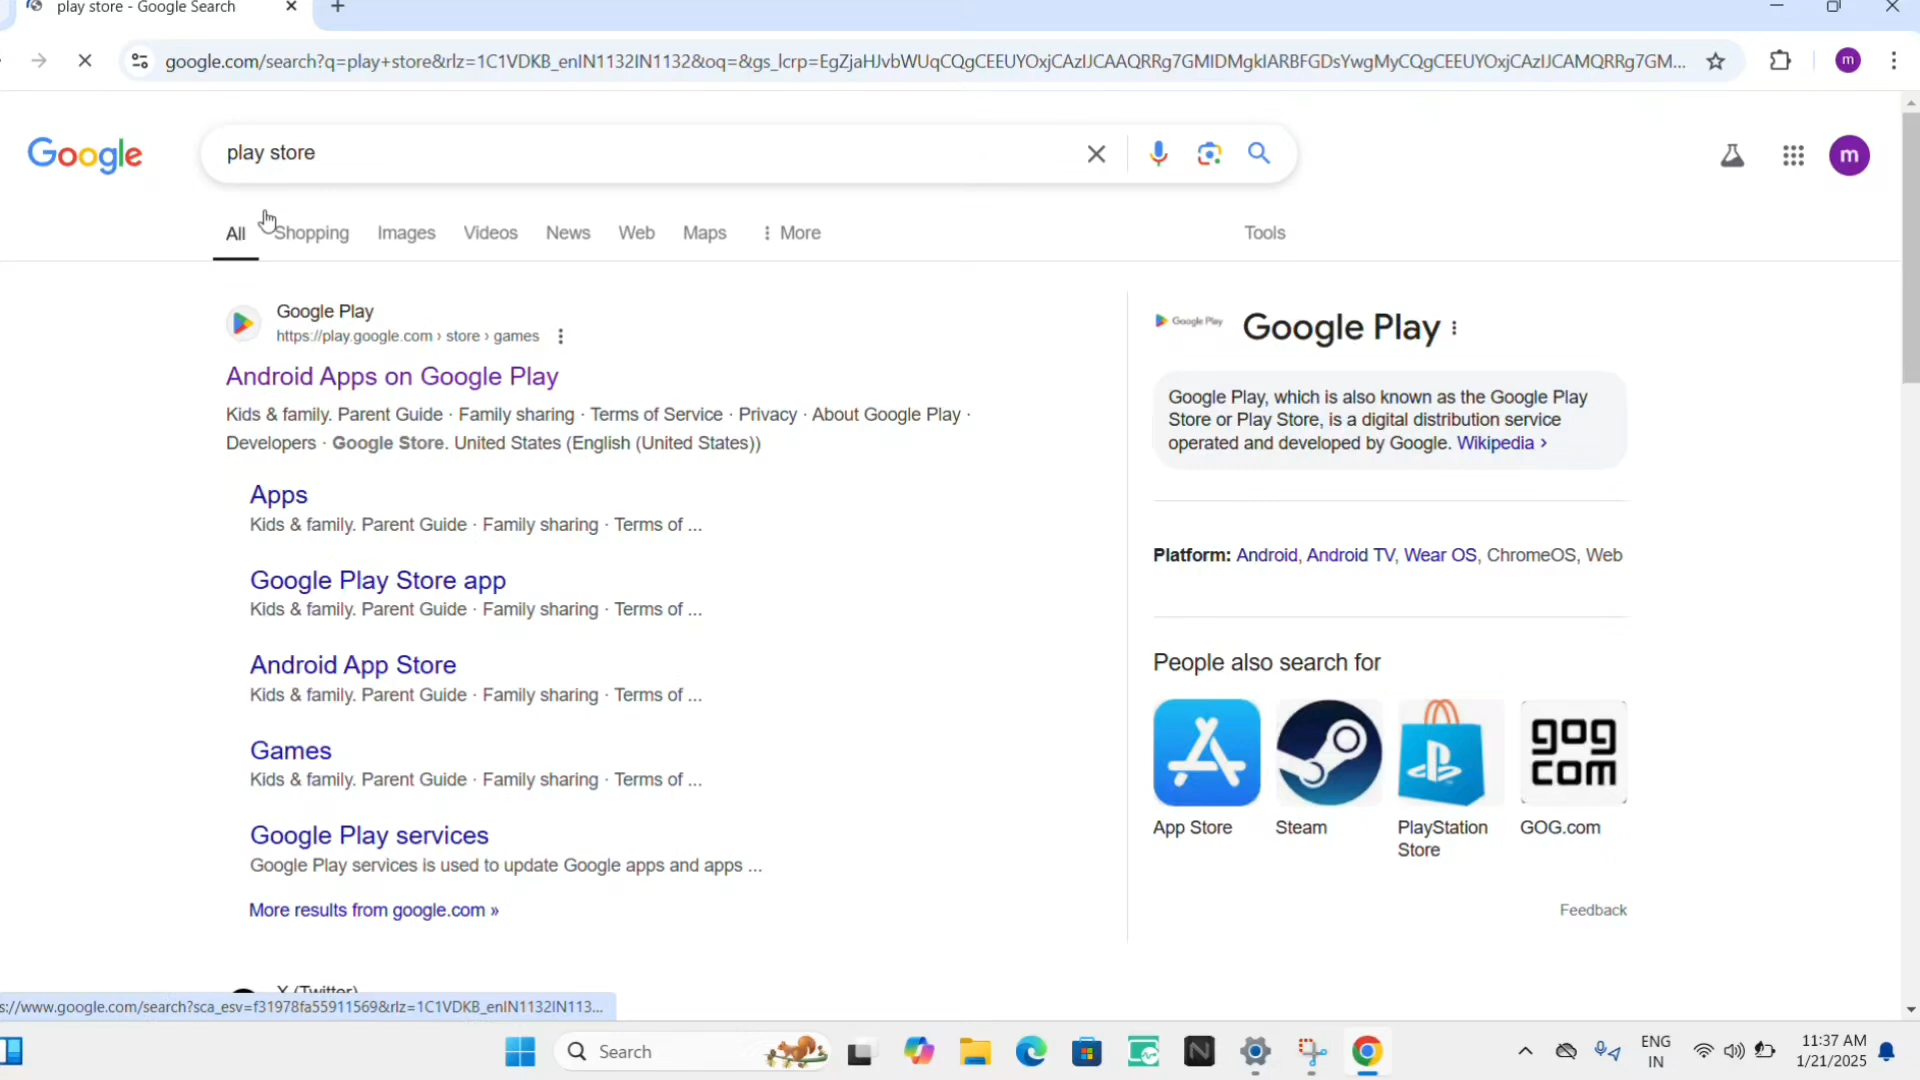 play store - Google Search
google.com/search?q=play+store&rlz=1C1VDKB_enIN1132IN1132&oq=&gs_lcrp=EgZjaHJvbWUqCQgCEEUYOxjCAzIJCAAQRRg7GMIDMgkIARBFGDsYwgMyCQgCEEUYOxjCAzIJCAMQRRg7GM...
Google
play store
m
m
All Shopping Images Videos News Web Maps More Tools
Google Play
https://play.google.com › store › games
Android Apps on Google Play
Kids & family. Parent Guide · Family sharing · Terms of Service · Privacy · About Google Play ·
Developers · Google Store. United States (English (United States))
Apps
Kids & family. Parent Guide · Family sharing · Terms of ...
Google Play Store app
Kids & family. Parent Guide · Family sharing · Terms of ...
Android App Store
Kids & family. Parent Guide · Family sharing · Terms of ...
Games
Kids & family. Parent Guide · Family sharing · Terms of ...
Google Play services
Google Play services is used to update Google apps and apps ...
More results from google.com »
X (Twitter)
Google Play
Google Play
Google Play, which is also known as the Google Play
Store or Play Store, is a digital distribution service
operated and developed by Google. Wikipedia ›
Platform: Android, Android TV, Wear OS, ChromeOS, Web
People also search for
gog
com
App Store Steam PlayStation GOG.com
Store
Feedback
s://www.google.com/search?sca_esv=f31978fa55911569&rlz=1C1VDKB_enIN1132IN113...
Search
ENG
IN
11:37 AM
1/21/2025